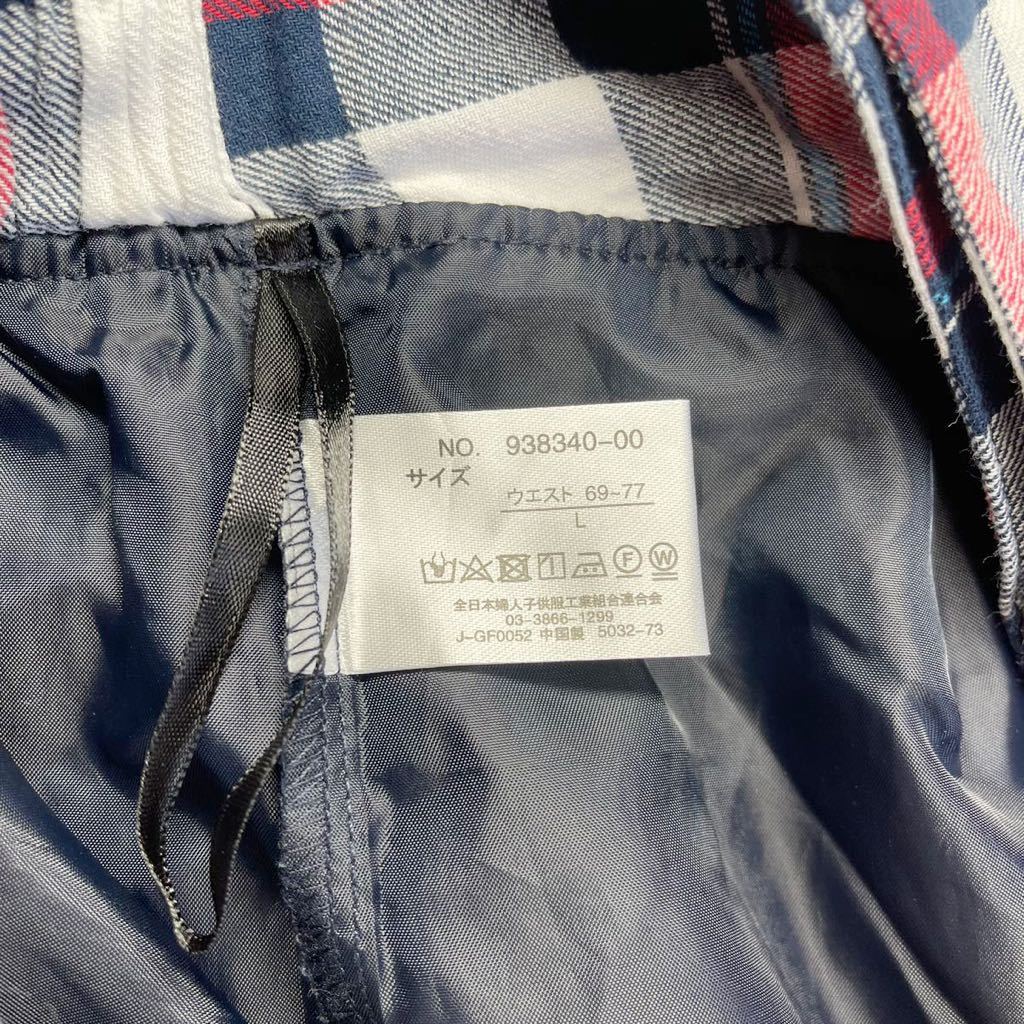 NO. 938340-00
サイズ
ウエスト 69~77
L
F W
全日本婦人子供服工業組合連合会
03-3866-1299
J-GF0052 中国製 5032-73